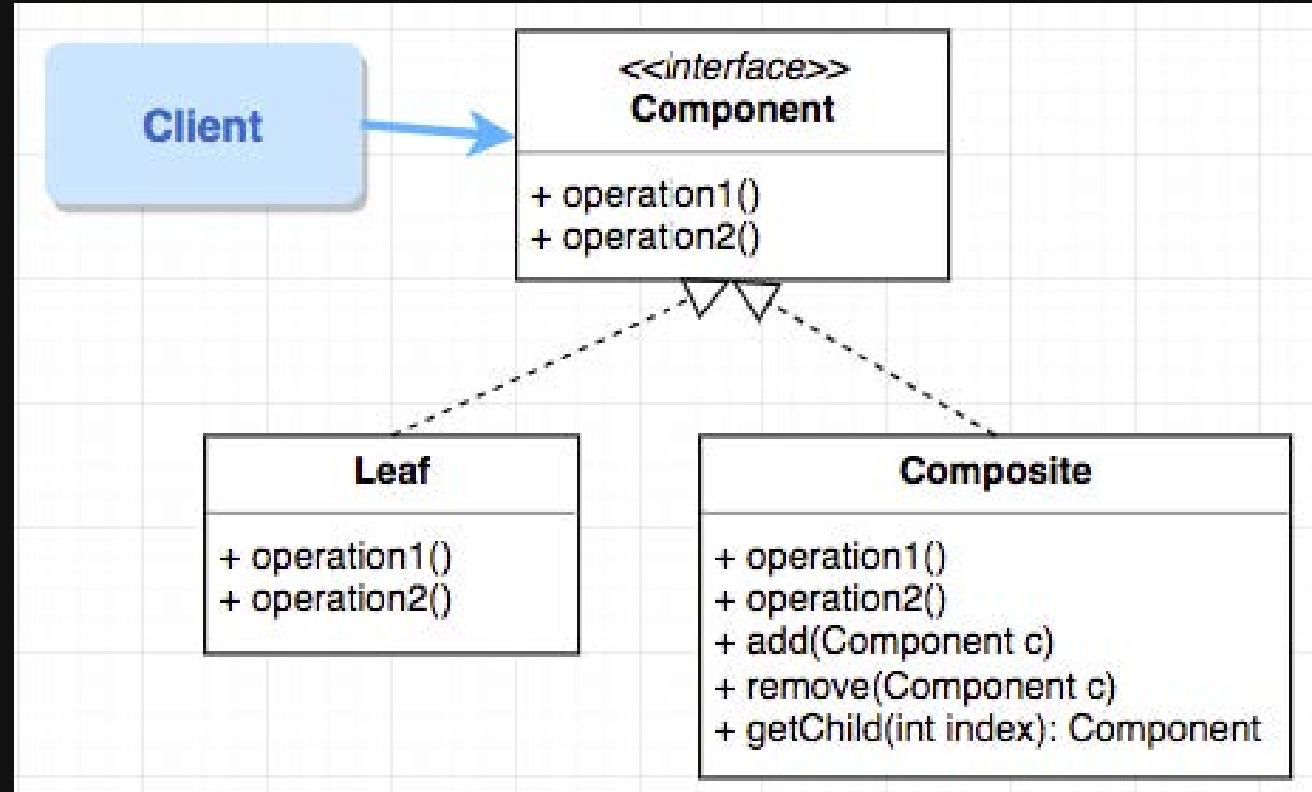 Client
<<interface>>
Component
+ operation1()
+ operation2()
Leaf
+ operation1()
+ operation2()
Composite
+ operation1()
+ operation2()
+ add(Component c)
+ remove(Component c)
+ getChild(int index): Component